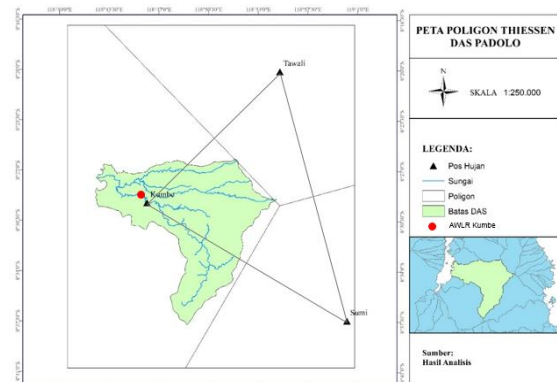 PETA POLIGON THIESSEN
DAS PADOLO
N
SKALA 1:250.000
LEGENDA:
Pos Hujan
Sungai
Poligon
Batas DAS
AWLR Kumbe
Sumber:
Hasil Analisis
Tawali
Kumbe
Sumi